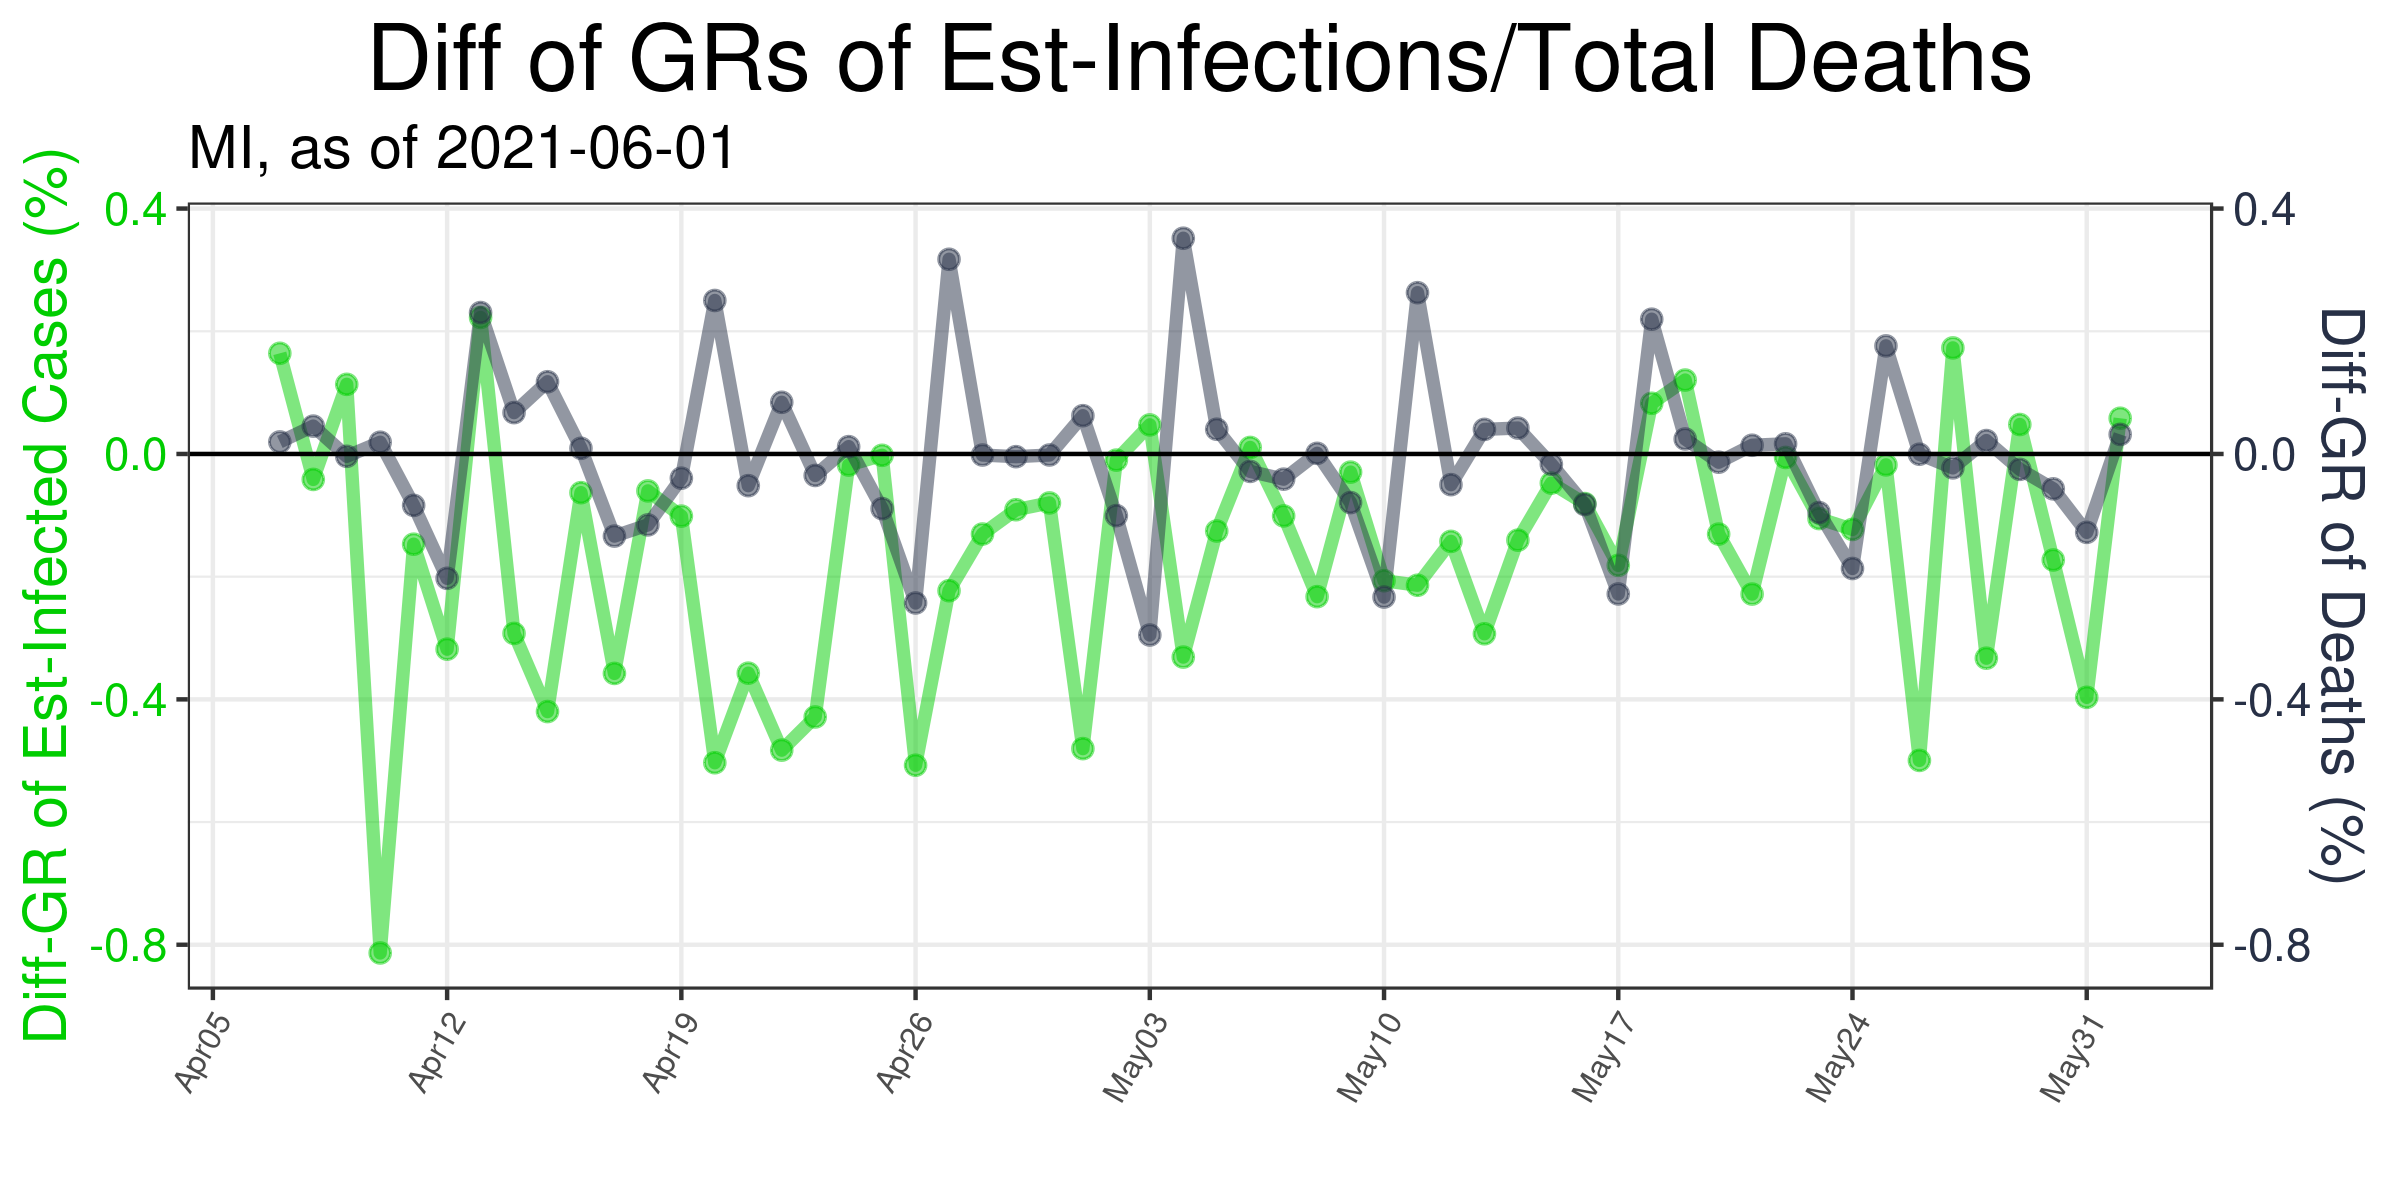 Diff of GRs of Est-Infections/Total Deaths
MI, as of 2021-06-01
Diff-GR of Est-Infected Cases (%)
0.4
0.0
-0.4
-0.8
0.4
0.0
-0.4
-0.8
Diff-GR of Deaths (%)
Apr05
Apr12
Apr19
Apr26
May03
May10
May17
May24
May31